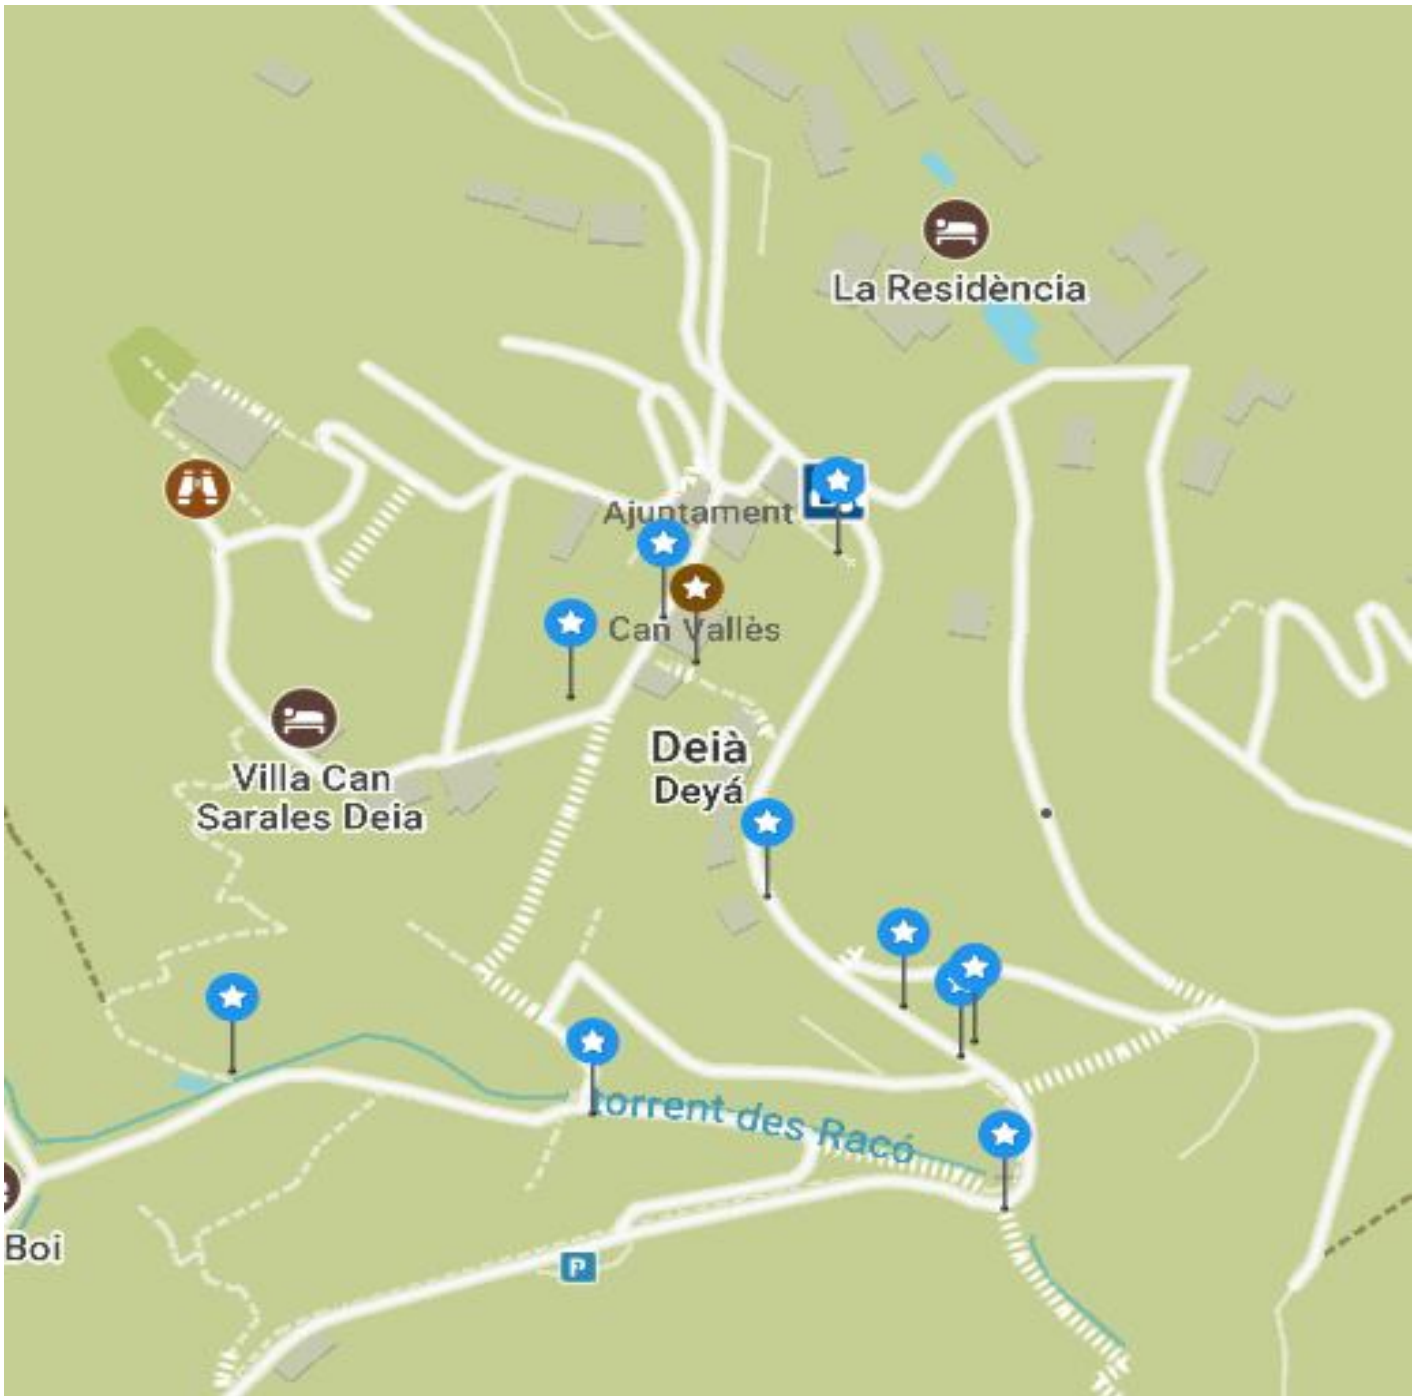 La Residència
Ajuntament
Can Vallès
Deià
Deyá
Villa Can
Sarales Deia
torrent des Racó
Boi
P